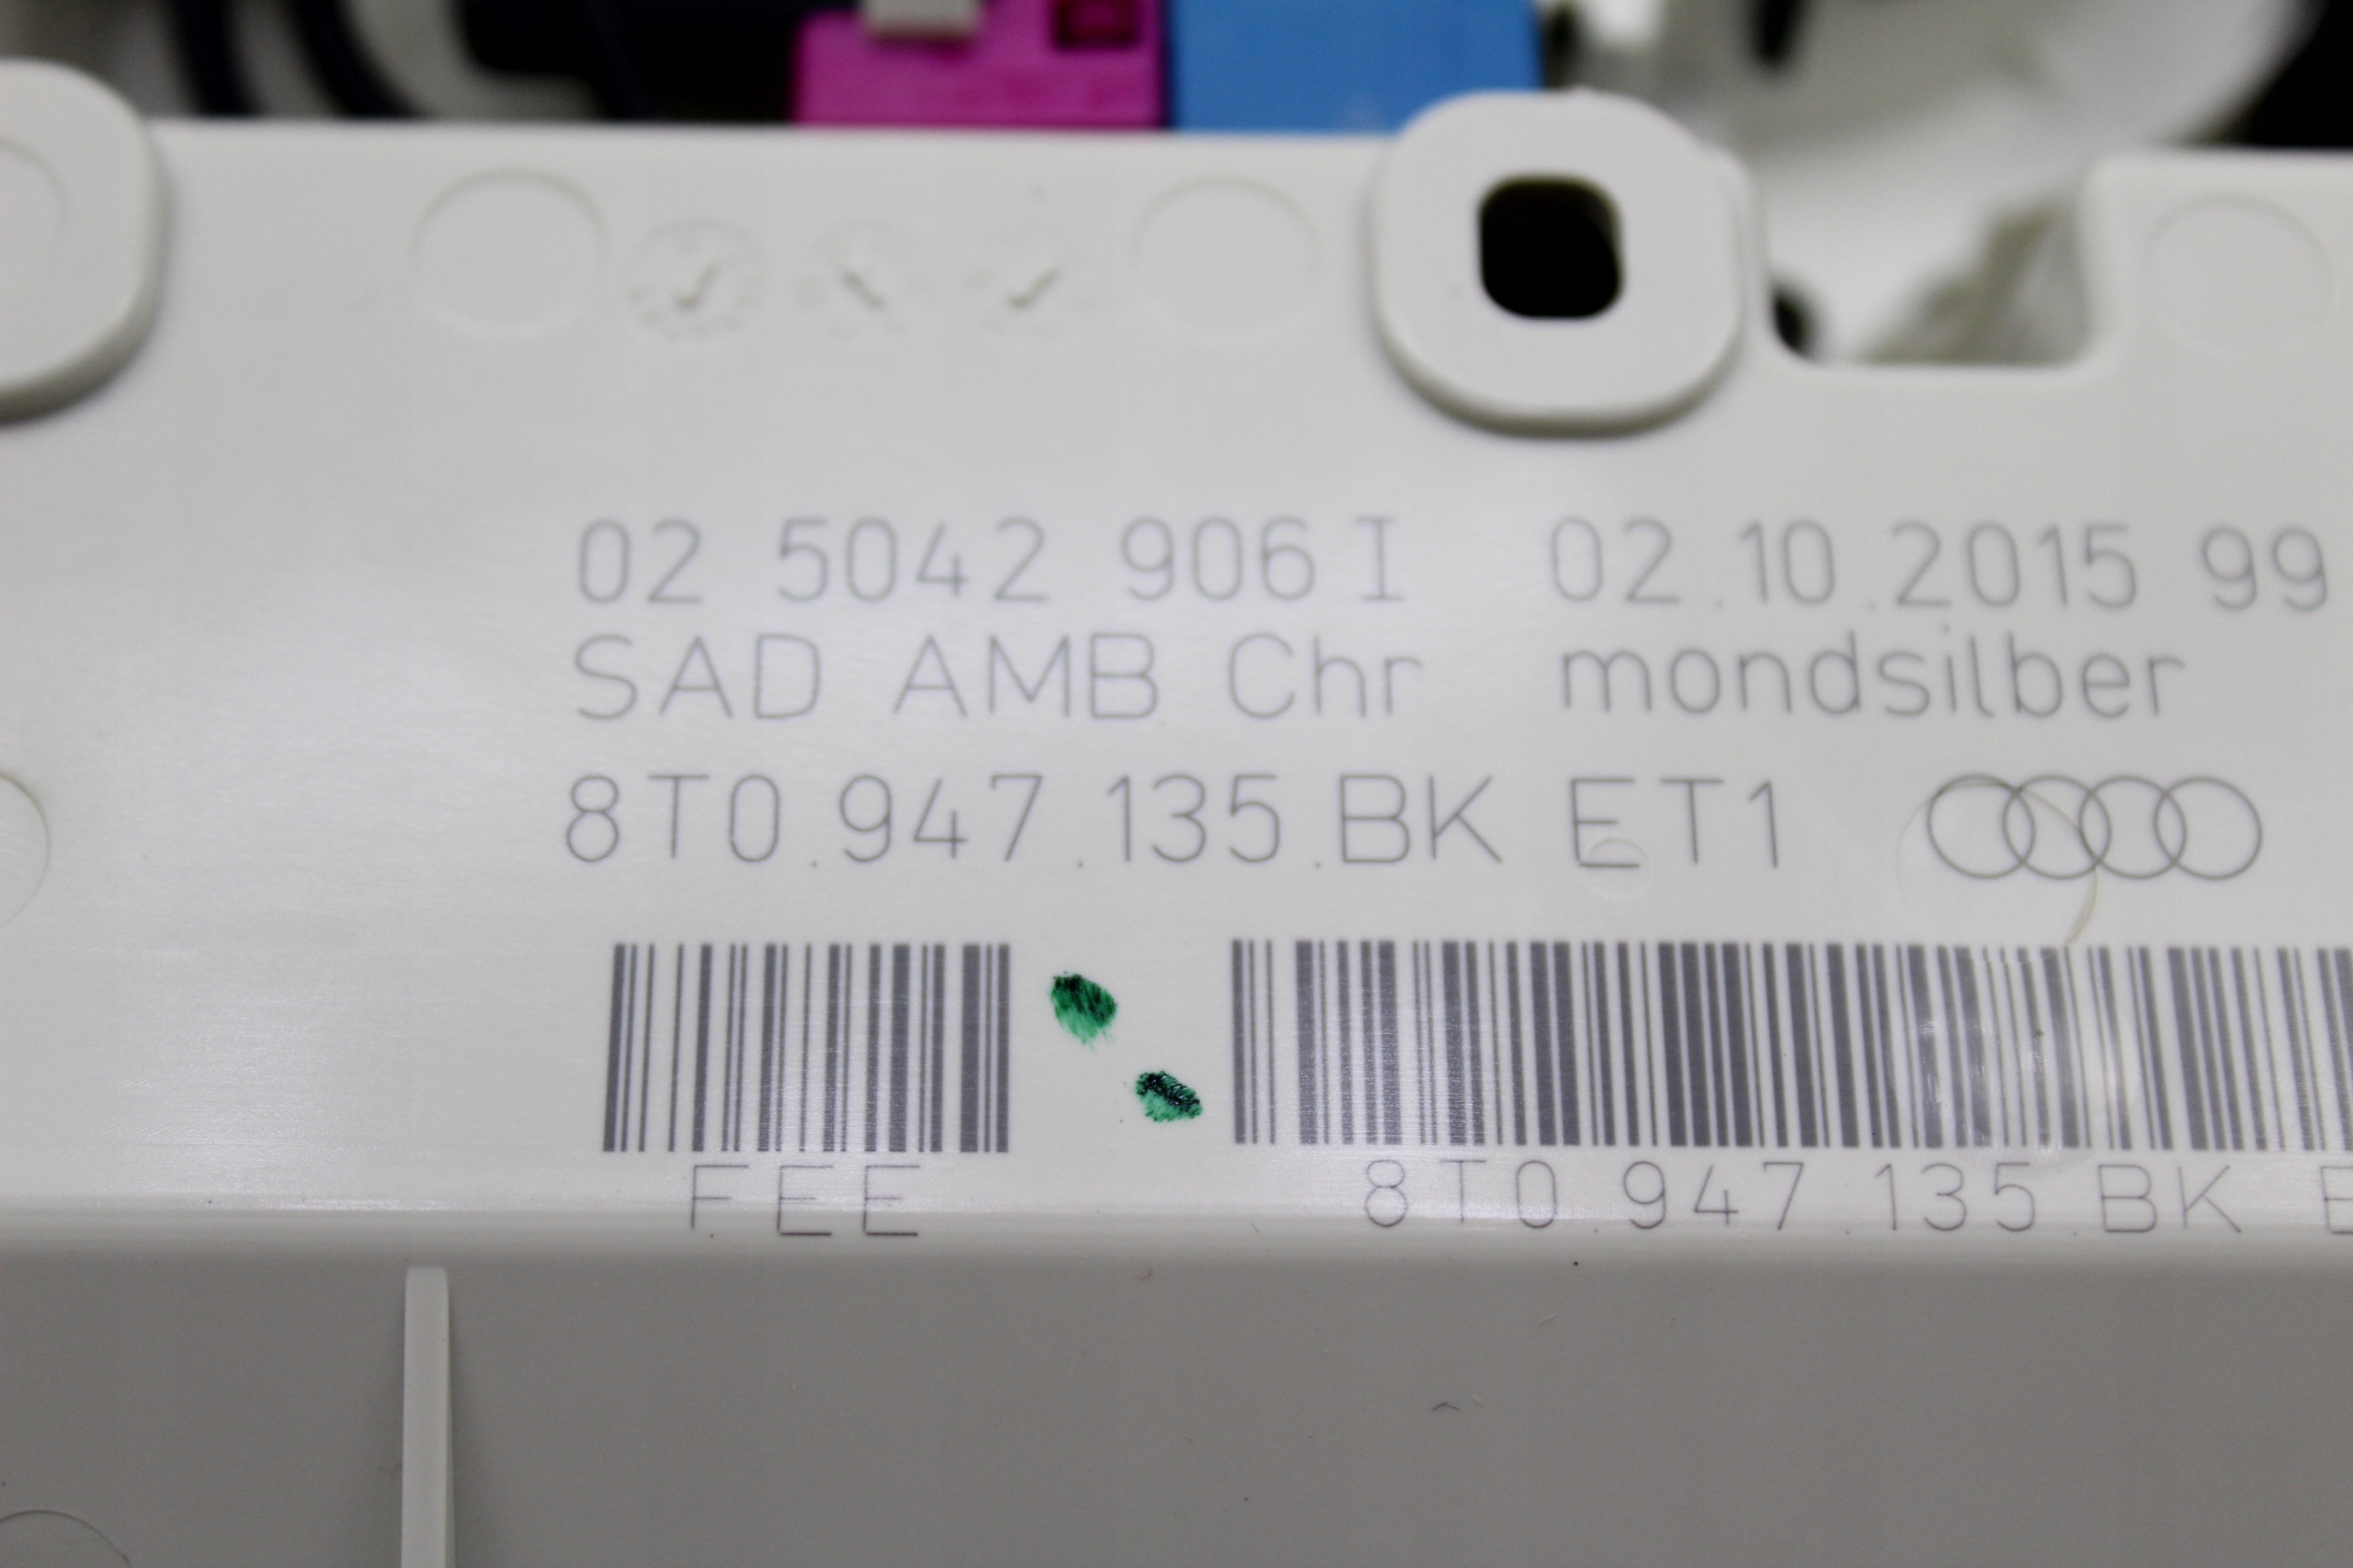 02 5042 906 I 02.10.2015 99
SAD AMB Chr mondsilber
8T0.947.135.BK ET1
FEE
8T0.947.135.BK E